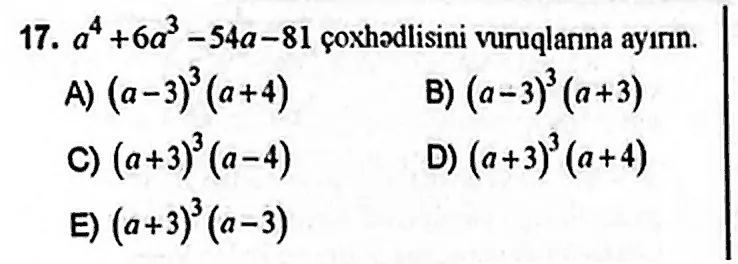 17. a⁴ +6a³ −54a−81 çoxhədlisini vuruqlarına ayırın.
A) (a−3)³(a+4) B) (a−3)³(a+3)
C) (a+3)³(a−4) D) (a+3)³(a+4)
E) (a+3)³(a−3)